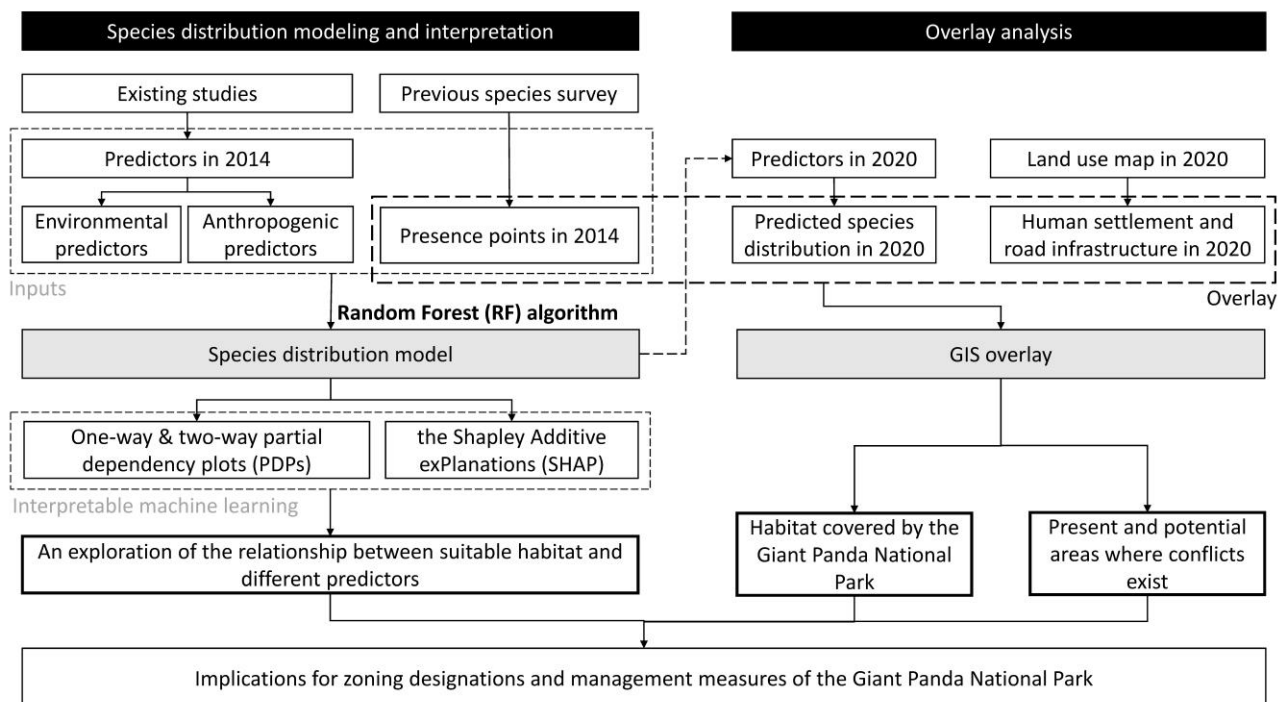 Species distribution modeling and interpretation
Overlay analysis
Existing studies
Previous species survey
Predictors in 2014
Predictors in 2020
Land use map in 2020
Environmental
predictors
Anthropogenic
predictors
Presence points in 2014
Predicted species
distribution in 2020
Human settlement and
road infrastructure in 2020
Inputs
Overlay
Random Forest (RF) algorithm
Species distribution model
GIS overlay
One-way & two-way partial
dependency plots (PDPs)
the Shapley Additive
exPlanations (SHAP)
Interpretable machine learning
An exploration of the relationship between suitable habitat and
different predictors
Habitat covered by the
Giant Panda National
Park
Present and potential
areas where conflicts
exist
Implications for zoning designations and management measures of the Giant Panda National Park